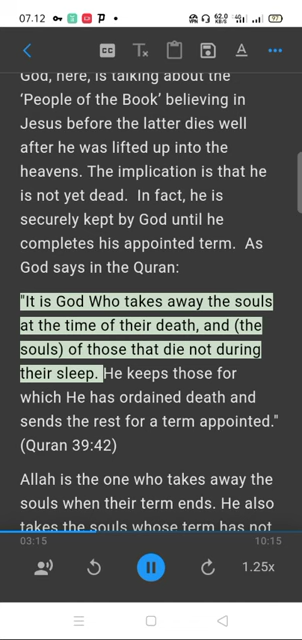 07.12
62.0 KB/S
4G
97
CC
God, here, is talking about the
'People of the Book' believing in
Jesus before the latter dies well
after he was lifted up into the
heavens. The implication is that he
is not yet dead.  In fact, he is
securely kept by God until he
completes his appointed term.  As
God says in the Quran:
"It is God Who takes away the souls
at the time of their death, and (the
souls) of those that die not during
their sleep. He keeps those for
which He has ordained death and
sends the rest for a term appointed."
(Quran 39:42)
Allah is the one who takes away the
souls when their term ends. He also
takes the souls whose term has not
03:15
10:15
1.25x